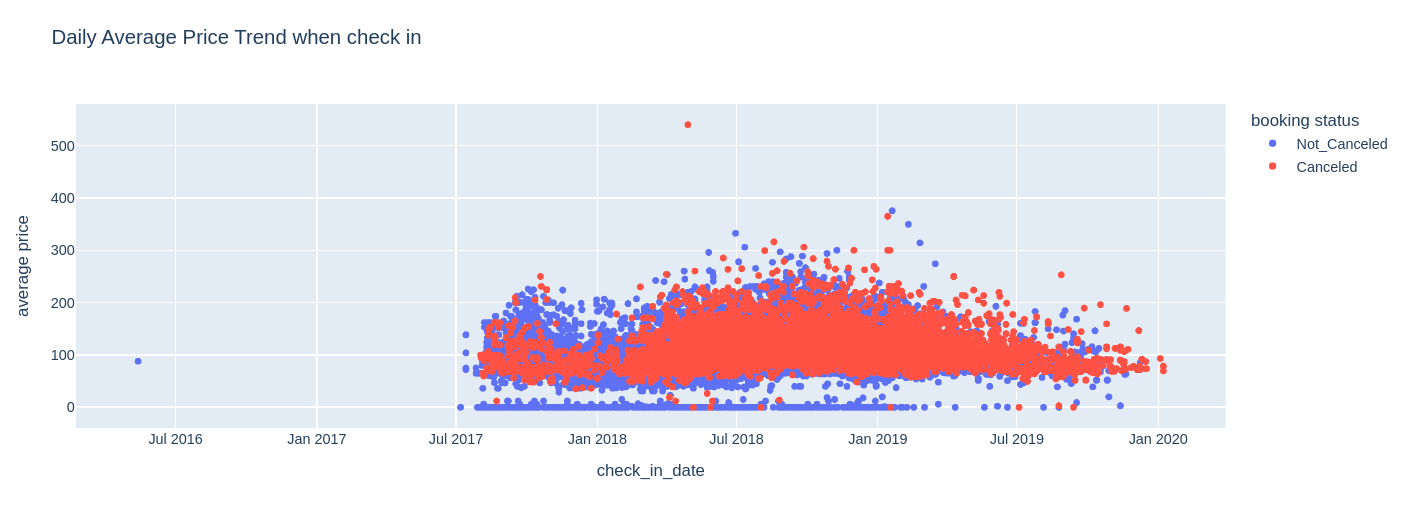 Daily Average Price Trend when check in
booking status
Not_Canceled
Canceled
average price
500
400
300
200
100
0
Jul 2016
Jan 2017
Jul 2017
Jan 2018
Jul 2018
Jan 2019
Jul 2019
Jan 2020
check_in_date